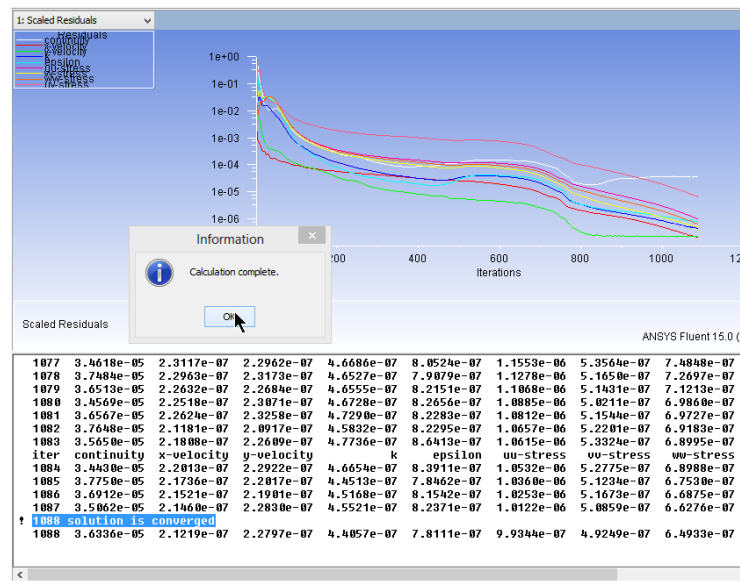 1: Scaled Residuals
Residuals
continuity
x-velocity
y-velocity
k
epsilon
uu-stress
vv-stress
ww-stress
uv-stress
1e+00
1e-01
1e-02
1e-03
1e-04
1e-05
1e-06
200
400
600
800
1000
12
Iterations
Information
Calculation complete.
OK
Scaled Residuals
ANSYS Fluent 15.0 (
1077 3.4618e-05 2.3117e-07 2.2962e-07 4.6686e-07 8.0524e-07 1.1553e-06 5.3564e-07 7.4848e-07
1078 3.7484e-05 2.2963e-07 2.3173e-07 4.6527e-07 7.9079e-07 1.1278e-06 5.1650e-07 7.2697e-07
1079 3.6513e-05 2.2632e-07 2.2684e-07 4.6555e-07 8.2151e-07 1.1068e-06 5.1431e-07 7.1213e-07
1080 3.4569e-05 2.2518e-07 2.3071e-07 4.6728e-07 8.2656e-07 1.0885e-06 5.0211e-07 6.9860e-07
1081 3.6567e-05 2.2624e-07 2.3258e-07 4.7290e-07 8.2283e-07 1.0812e-06 5.1544e-07 6.9727e-07
1082 3.7648e-05 2.1181e-07 2.0917e-07 4.5832e-07 8.2295e-07 1.0657e-06 5.2201e-07 6.9183e-07
1083 3.5650e-05 2.1808e-07 2.2609e-07 4.7736e-07 8.6413e-07 1.0615e-06 5.3324e-07 6.8995e-07
iter continuity x-velocity y-velocity k epsilon uu-stress vv-stress ww-stress
1084 3.4430e-05 2.2013e-07 2.2922e-07 4.6654e-07 8.3911e-07 1.0532e-06 5.2775e-07 6.8988e-07
1085 3.7750e-05 2.1736e-07 2.2017e-07 4.4513e-07 7.8462e-07 1.0360e-06 5.1234e-07 6.7530e-07
1086 3.6912e-05 2.1521e-07 2.1901e-07 4.5168e-07 8.1542e-07 1.0253e-06 5.1673e-07 6.6875e-07
1087 3.5062e-05 2.1460e-07 2.2830e-07 4.5521e-07 8.2371e-07 1.0122e-06 5.0859e-07 6.6276e-07
! 1088 solution is converged
1088 3.6336e-05 2.1219e-07 2.2797e-07 4.4057e-07 7.8111e-07 9.9344e-07 4.9249e-07 6.4933e-07